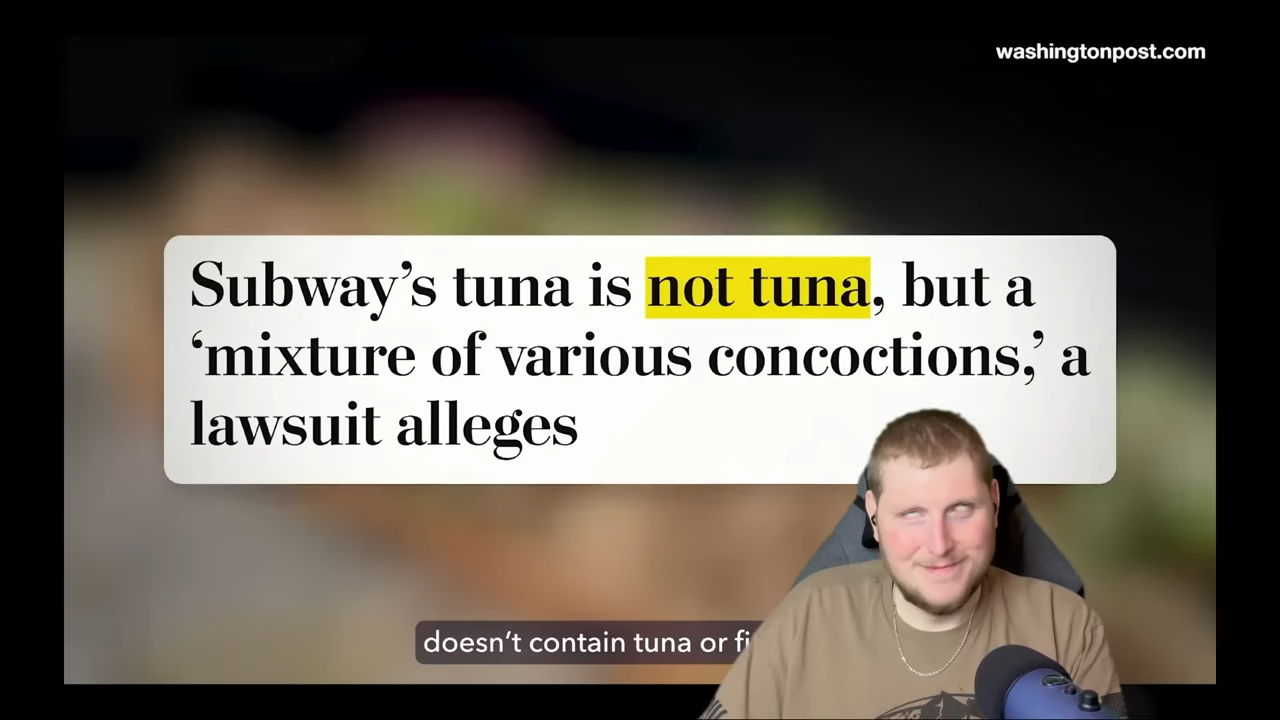 washingtonpost.com
Subway’s tuna is not tuna, but a
‘mixture of various concoctions,’ a
lawsuit alleges
doesn’t contain tuna or